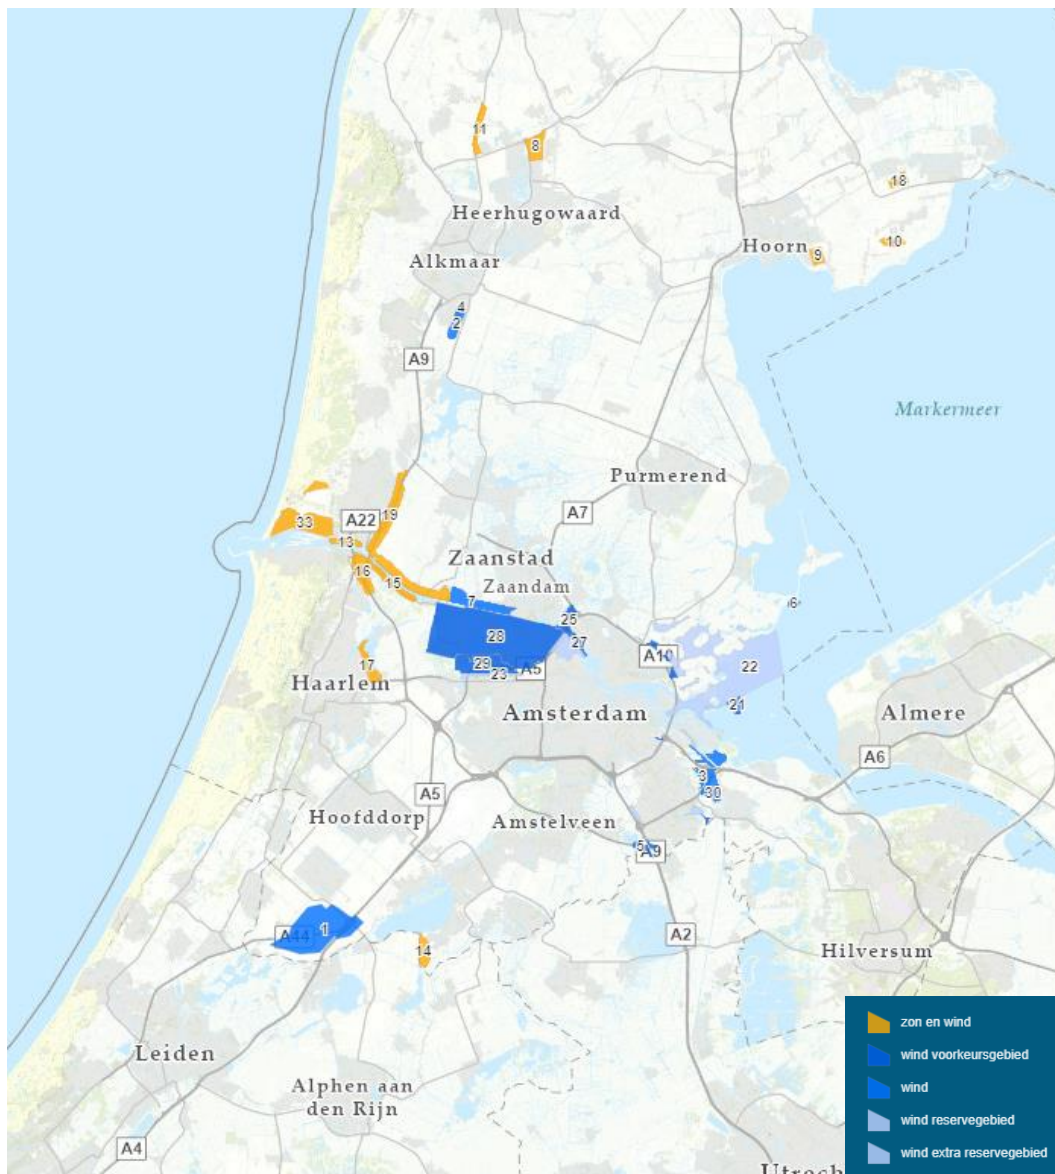 11
8
18
Heerhugowaard
Hoorn
10
9
Alkmaar
4
2
A9
Markermeer
Purmerend
19
A7
33
A22
13
Zaanstad
16
15
Zaandam
7
6
25
28
27
A10
22
29
23
A5
17
Haarlem
21
Amsterdam
Almere
A6
3
30
A5
Hoofddorp
Amstelveen
5
A9
1
A44
A2
14
Hilversum
Leiden
Alphen aan
den Rijn
A4
Utrech
zon en wind
wind voorkeursgebied
wind
wind reservegebied
wind extra reservegebied